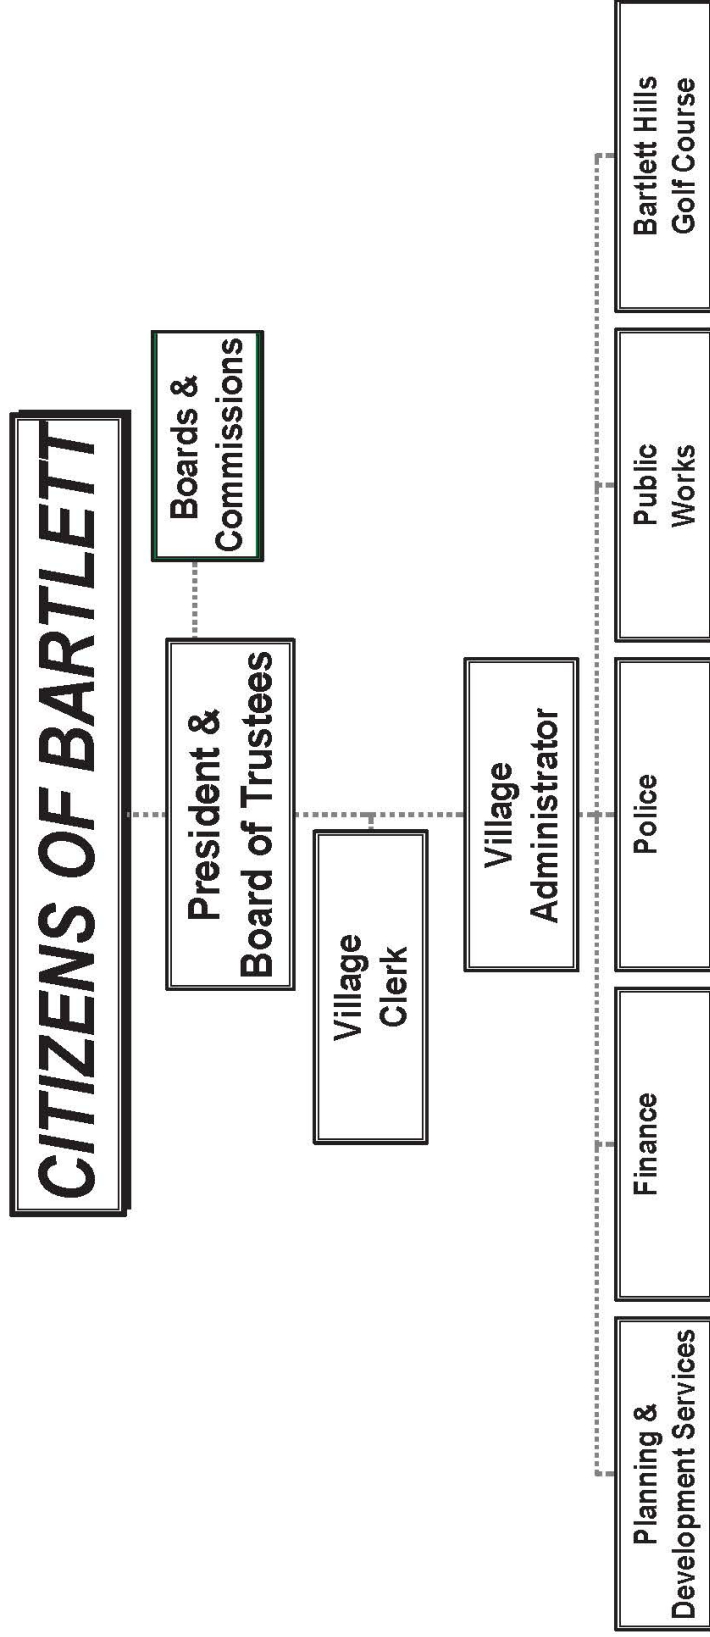 CITIZENS OF BARTLETT
Boards &
Commissions
President &
Board of Trustees
Village
Clerk
Village
Administrator
Planning &
Development Services
Finance
Police
Public
Works
Bartlett Hills
Golf Course